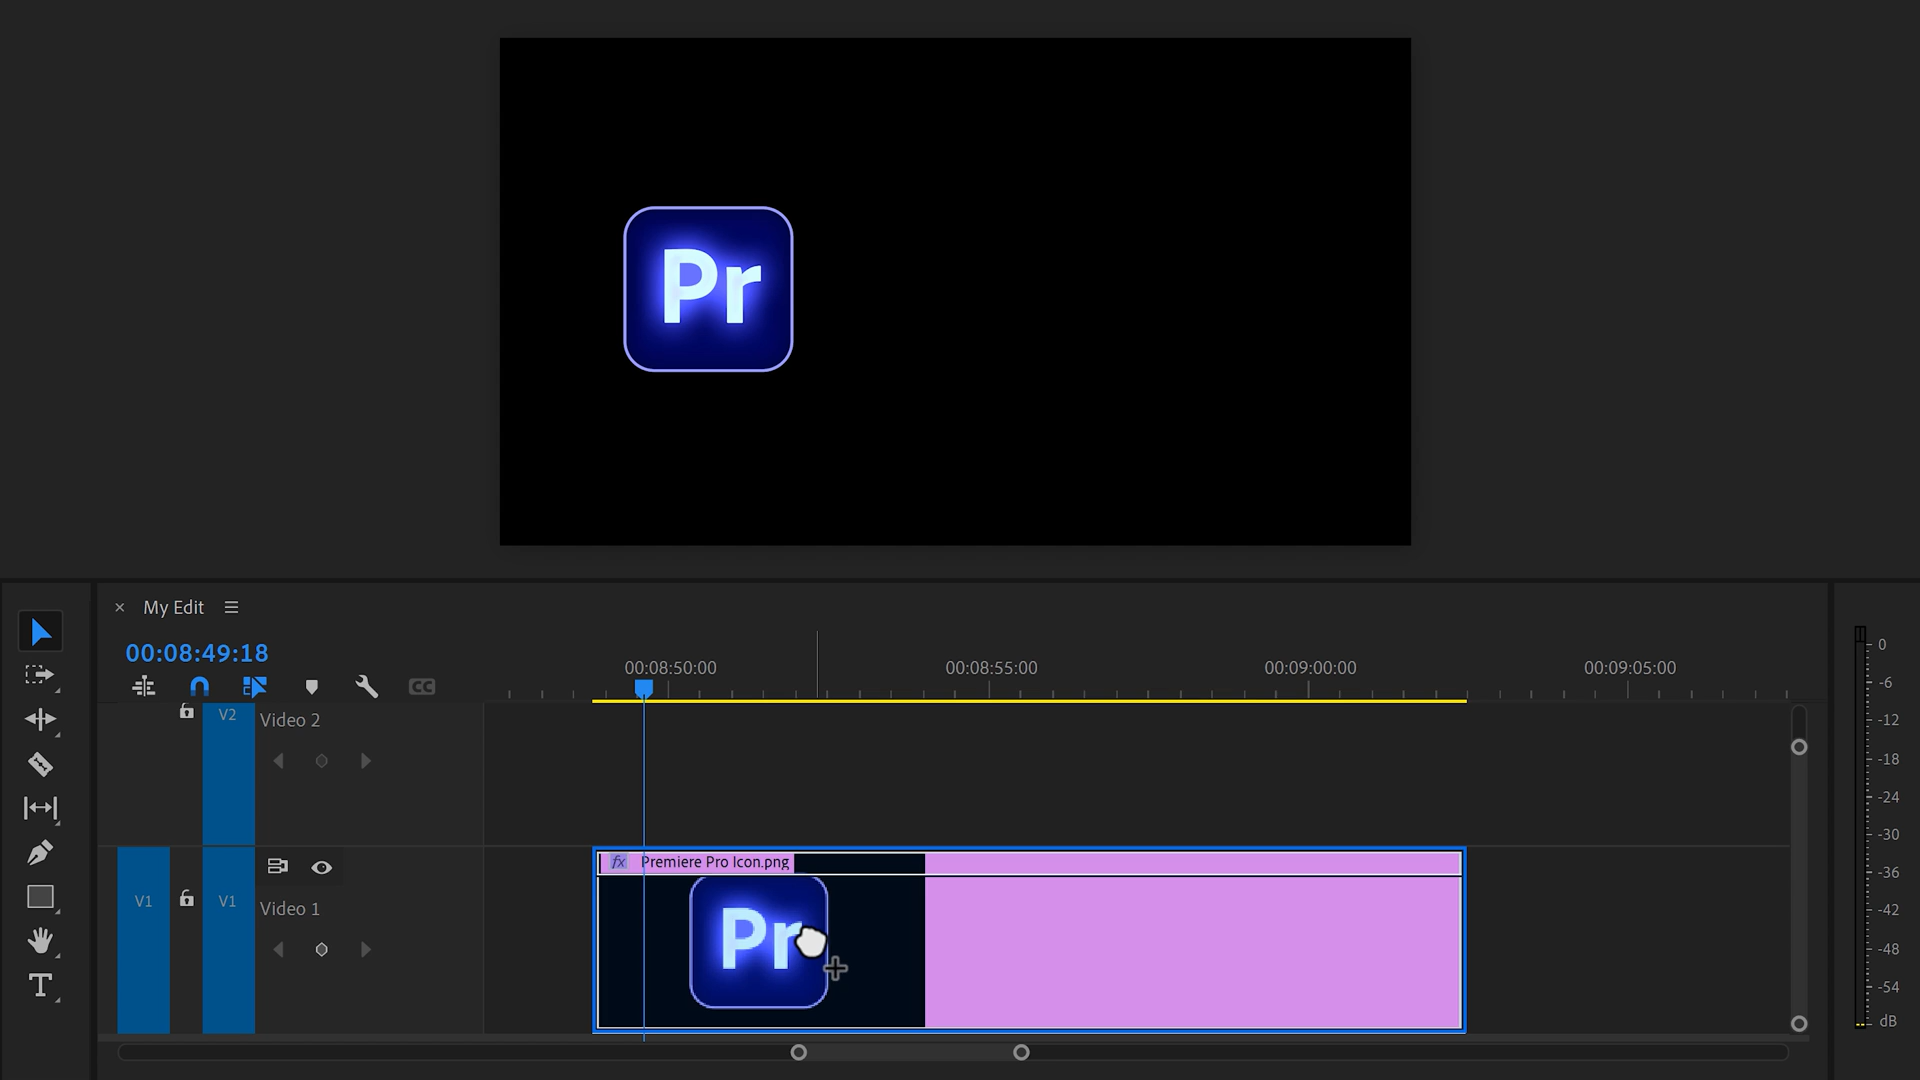 Pr
My Edit
00:08:49:18
00:08:50:00
00:08:55:00
00:09:00:00
00:09:05:00
CC
V2
Video 2
fx
Premiere Pro Icon.png
V1
V1
Video 1
Pr
T
0
-6
-12
-18
-24
-30
-36
-42
-48
-54
dB